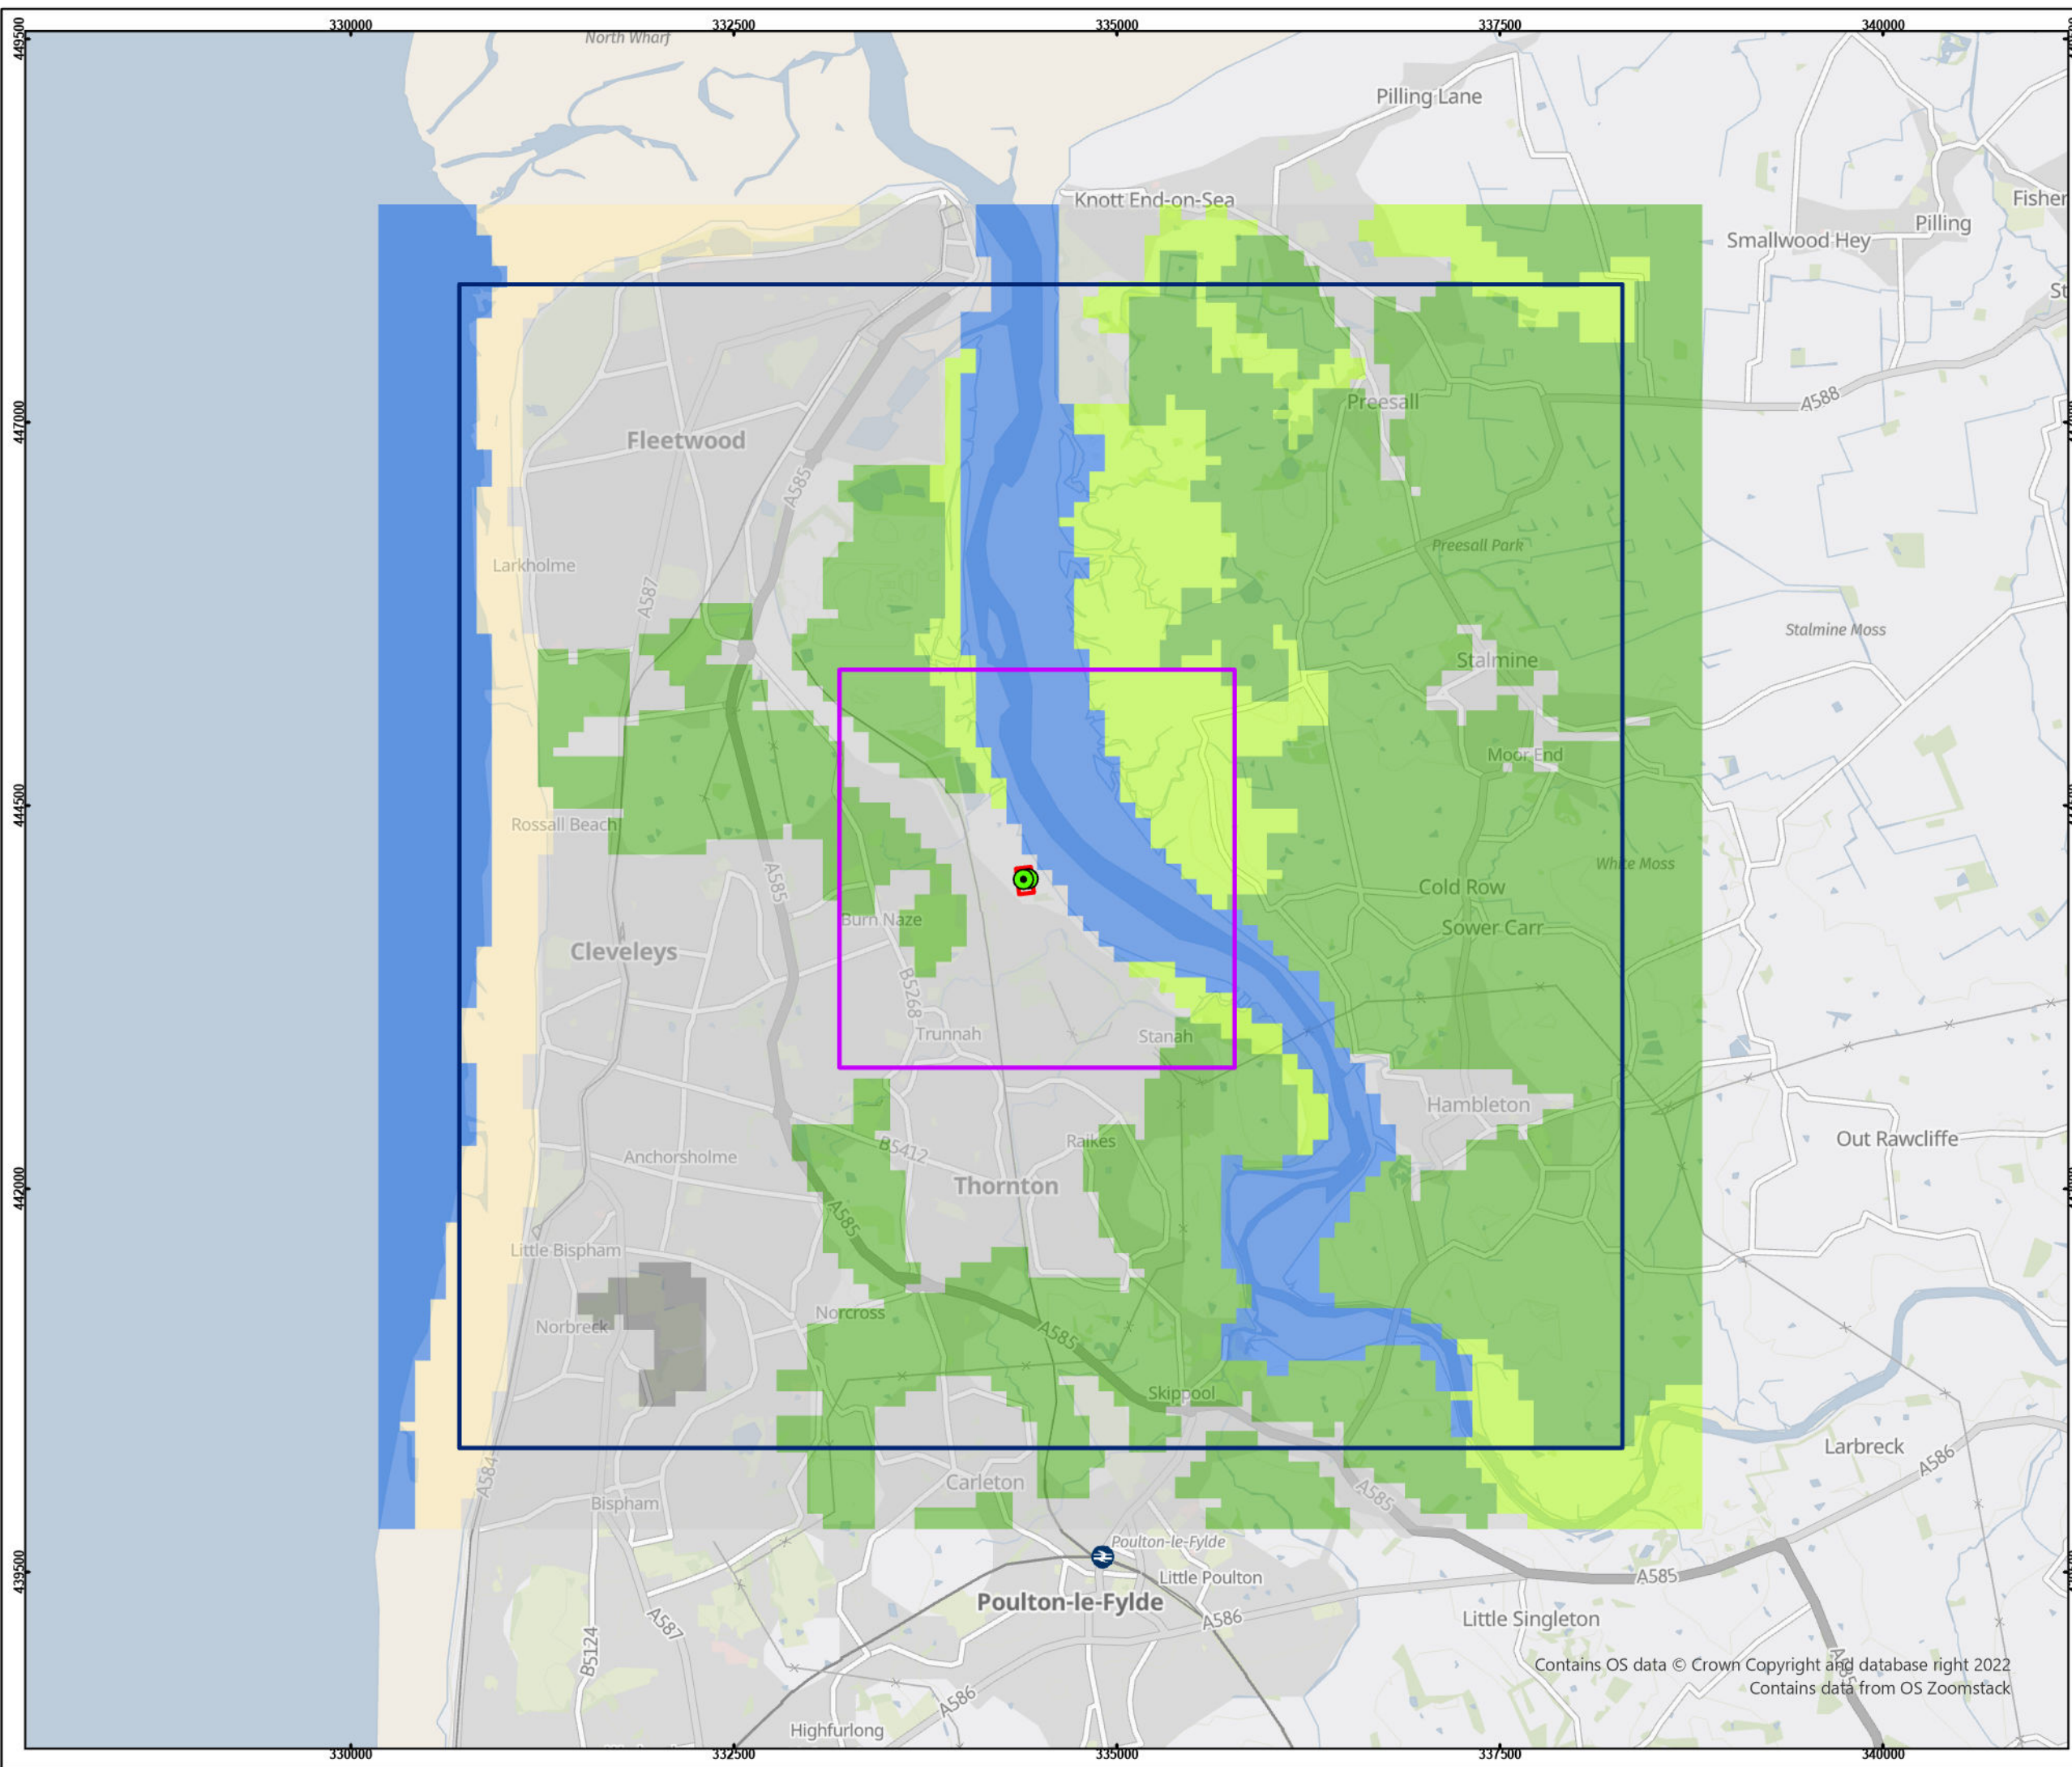 330000
332500
335000
337500
340000
449500
North Wharf
Pilling Lane
Knott End-on-Sea
Fisher
Pilling
Smallwood Hey
St
A588
Preesall
447000
Fleetwood
A585
Preesall Park
Larkholme
A587
Stalmine Moss
Stalmine
Moor End
444500
Rossall Beach
A585
White Moss
Cold Row
Burn Naze
Sower Carr
Cleveleys
B5268
Trunnah
Stanah
Hambleton
Out Rawcliffe
B5412
Raikes
Anchorsholme
442000
Thornton
A585
Little Bispham
Norcross
Norbreck
A585
Skippool
Larbreck
A586
A584
Carleton
Bispham
A585
Poulton-le-Fylde
439500
Little Poulton
A585
Poulton-le-Fylde
A586
Little Singleton
A587
B5124
Contains OS data © Crown Copyright and database right 2022
Contains data from OS Zoomstack
A586
Highfurlong
330000
332500
335000
337500
340000